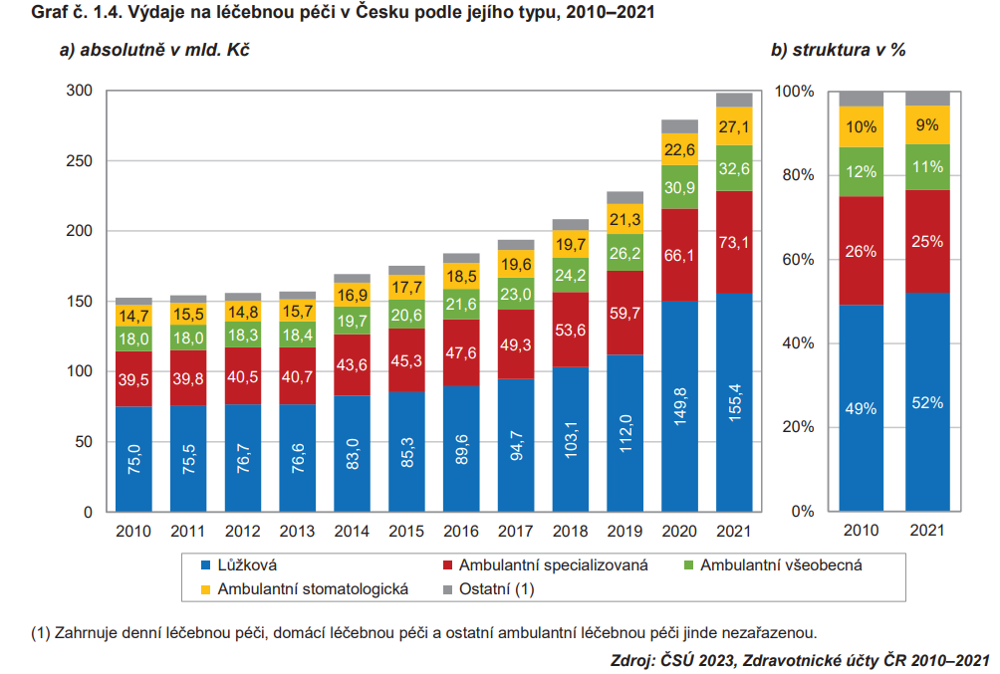 Graf č. 1.4. Výdaje na léčebnou péči v Česku podle jejího typu, 2010–2021
a) absolutně v mld. Kč
b) struktura v %
300
250
200
150
100
50
0
14,7 15,5 14,8 15,7 16,9 17,7 18,5 19,6 19,7 21,3 22,6 27,1
18,0 18,0 18,3 18,4 19,7 20,6 21,6 23,0 24,2 26,2 30,9 32,6
39,5 39,8 40,5 40,7 43,6 45,3 47,6 49,3 53,6 59,7 66,1 73,1
75,0 75,5 76,7 76,6 83,0 85,3 89,6 94,7 103,1 112,0 149,8 155,4
2010 2011 2012 2013 2014 2015 2016 2017 2018 2019 2020 2021
100%
80%
60%
40%
20%
0%
10% 9%
12% 11%
26% 25%
49% 52%
2010 2021
Lůžková Ambulantní specializovaná Ambulantní všeobecná
Ambulantní stomatologická Ostatní (1)
(1) Zahrnuje denní léčebnou péči, domácí léčebnou péči a ostatní ambulantní léčebnou péči jinde nezařazenou.
Zdroj: ČSÚ 2023, Zdravotnické účty ČR 2010–2021